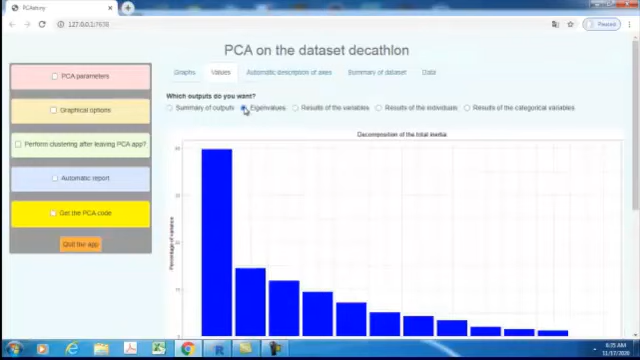 PCAshiny
127.0.0.1:7638
Paused
PCA on the dataset decathlon
PCA parameters
Graphical options
Perform clustering after leaving PCA app?
Automatic report
Get the PCA code
Quit the app
Graphs Values Automatic description of axes Summary of dataset Data
Which outputs do you want?
Summary of outputs Eigenvalues Results of the variables Results of the individuals Results of the categorical variables
Decomposition of the total inertia
Percentage of variance
6:35 AM
11/17/2020